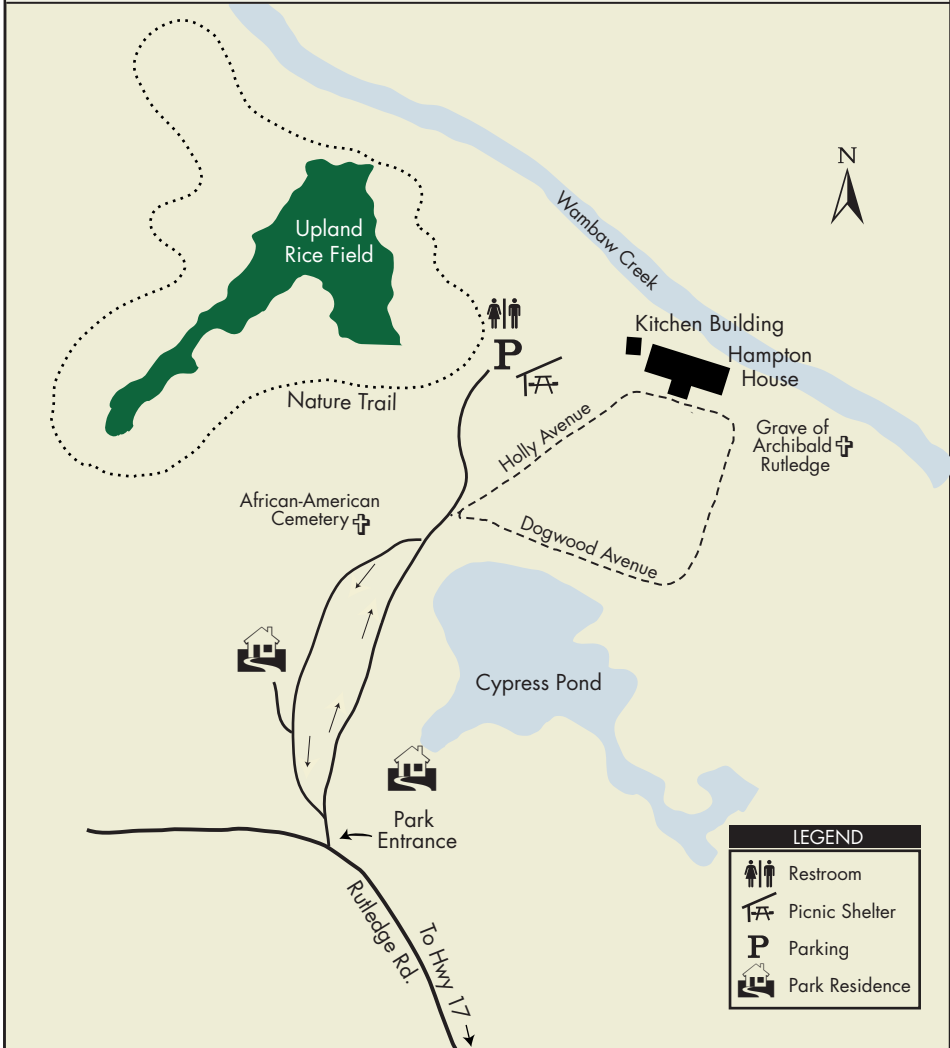 N
Wambaw Creek
Upland
Rice Field
Kitchen Building
P
Hampton
House
Nature Trail
Holly Avenue
Grave of
Archibald
Rutledge
African-American
Cemetery
Dogwood Avenue
Cypress Pond
Park
Entrance
Rutledge Rd.
To Hwy 17
LEGEND
Restroom
Picnic Shelter
P Parking
Park Residence